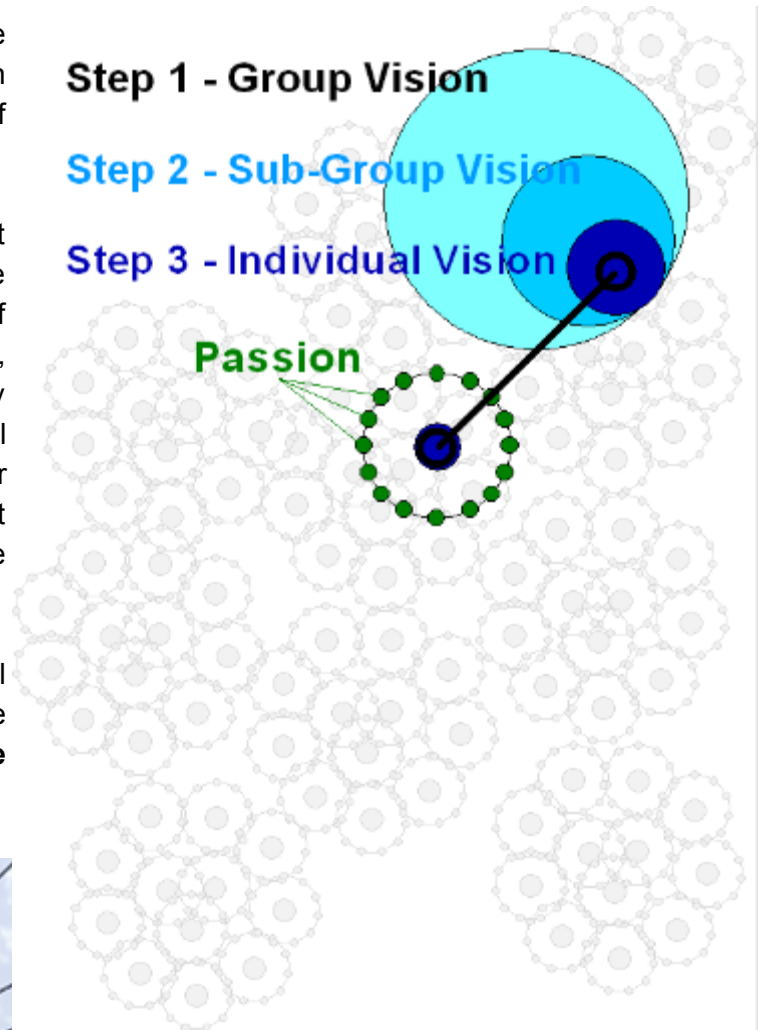 Step 1 - Group Vision
Step 2 - Sub-Group Vision
Step 3 - Individual Vision
Passion